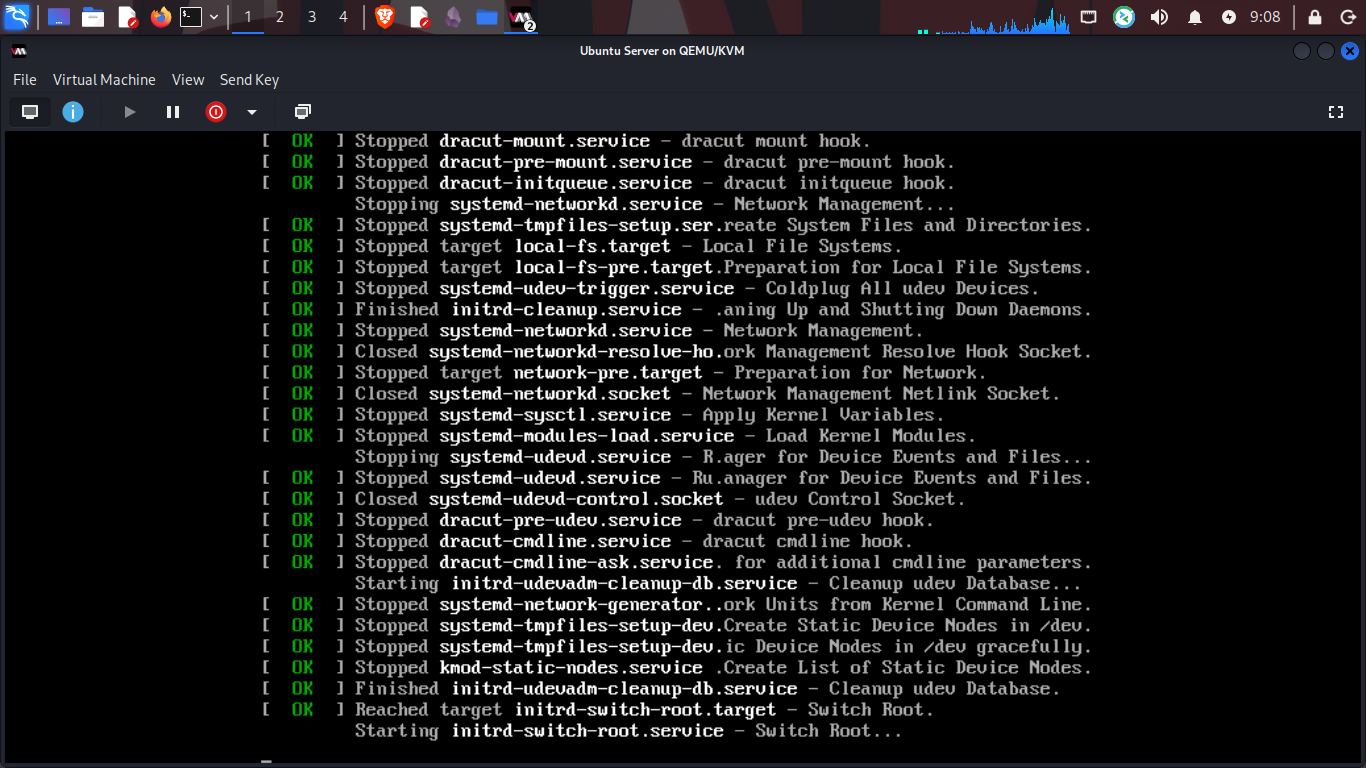 1 2 3 4 2 9:08
Ubuntu Server on QEMU/KVM
File Virtual Machine View Send Key
[ OK ] Stopped dracut-mount.service - dracut mount hook.
[ OK ] Stopped dracut-pre-mount.service - dracut pre-mount hook.
[ OK ] Stopped dracut-initqueue.service - dracut initqueue hook.
Stopping systemd-networkd.service - Network Management...
[ OK ] Stopped systemd-tmpfiles-setup.ser.reate System Files and Directories.
[ OK ] Stopped target local-fs.target - Local File Systems.
[ OK ] Stopped target local-fs-pre.target.Preparation for Local File Systems.
[ OK ] Stopped systemd-udev-trigger.service - Coldplug All udev Devices.
[ OK ] Finished initrd-cleanup.service - .aning Up and Shutting Down Daemons.
[ OK ] Stopped systemd-networkd.service - Network Management.
[ OK ] Closed systemd-networkd-resolve-ho.ork Management Resolve Hook Socket.
[ OK ] Stopped target network-pre.target - Preparation for Network.
[ OK ] Closed systemd-networkd.socket - Network Management Netlink Socket.
[ OK ] Stopped systemd-sysctl.service - Apply Kernel Variables.
[ OK ] Stopped systemd-modules-load.service - Load Kernel Modules.
Stopping systemd-udevd.service - R.ager for Device Events and Files...
[ OK ] Stopped systemd-udevd.service - Ru.anager for Device Events and Files.
[ OK ] Closed systemd-udevd-control.socket - udev Control Socket.
[ OK ] Stopped dracut-pre-udev.service - dracut pre-udev hook.
[ OK ] Stopped dracut-cmdline.service - dracut cmdline hook.
[ OK ] Stopped dracut-cmdline-ask.service. for additional cmdline parameters.
Starting initrd-udevadm-cleanup-db.service - Cleanup udev Database...
[ OK ] Stopped systemd-network-generator..ork Units from Kernel Command Line.
[ OK ] Stopped systemd-tmpfiles-setup-dev.Create Static Device Nodes in /dev.
[ OK ] Stopped systemd-tmpfiles-setup-dev.ic Device Nodes in /dev gracefully.
[ OK ] Stopped kmod-static-nodes.service .Create List of Static Device Nodes.
[ OK ] Finished initrd-udevadm-cleanup-db.service - Cleanup udev Database.
[ OK ] Reached target initrd-switch-root.target - Switch Root.
Starting initrd-switch-root.service - Switch Root...